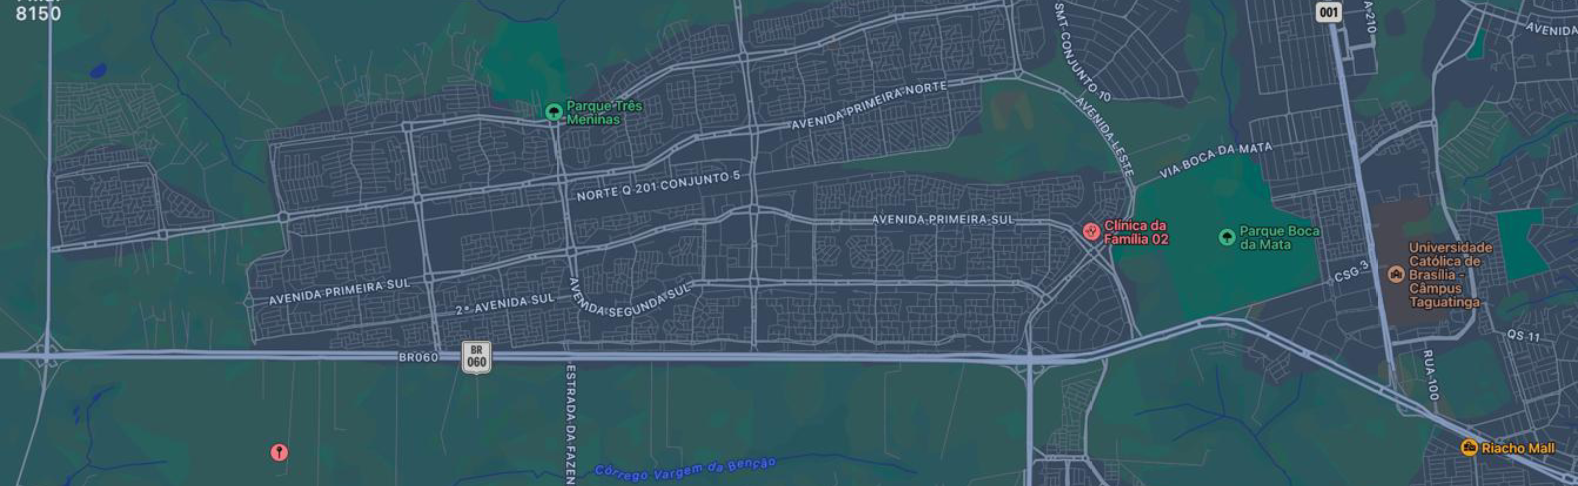 8150
001
A-210
AVENIDA
SMT-CONJUNTO 10
Parque Três
Meninas
AVENIDA PRIMEIRA NORTE
AVENIDA LESTE
VIA BOCA DA MATA
NORTE Q 201 CONJUNTO 5
AVENIDA PRIMEIRA SUL
Clínica da
Família 02
Parque Boca
da Mata
Universidade
Católica de
Brasília -
Câmpus
Taguatinga
CSG 3
AVENIDA PRIMEIRA SUL
2ª AVENIDA SUL
AVENIDA SEGUNDA SUL
QS 11
BR060
BR
060
RUA 100
ESTRADA DA FAZEN
Córrego Vargem da Benção
Riacho Mall